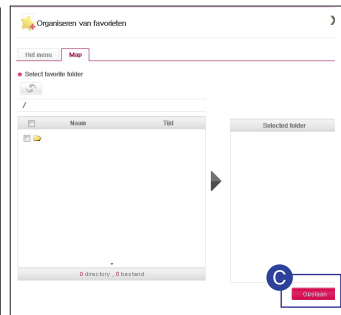 Organiseren van favorieten
Het menu Map
Select favorite folder
/
Naam Tijd
Selected folder
0 directory , 0 bestand
C
Opslaan